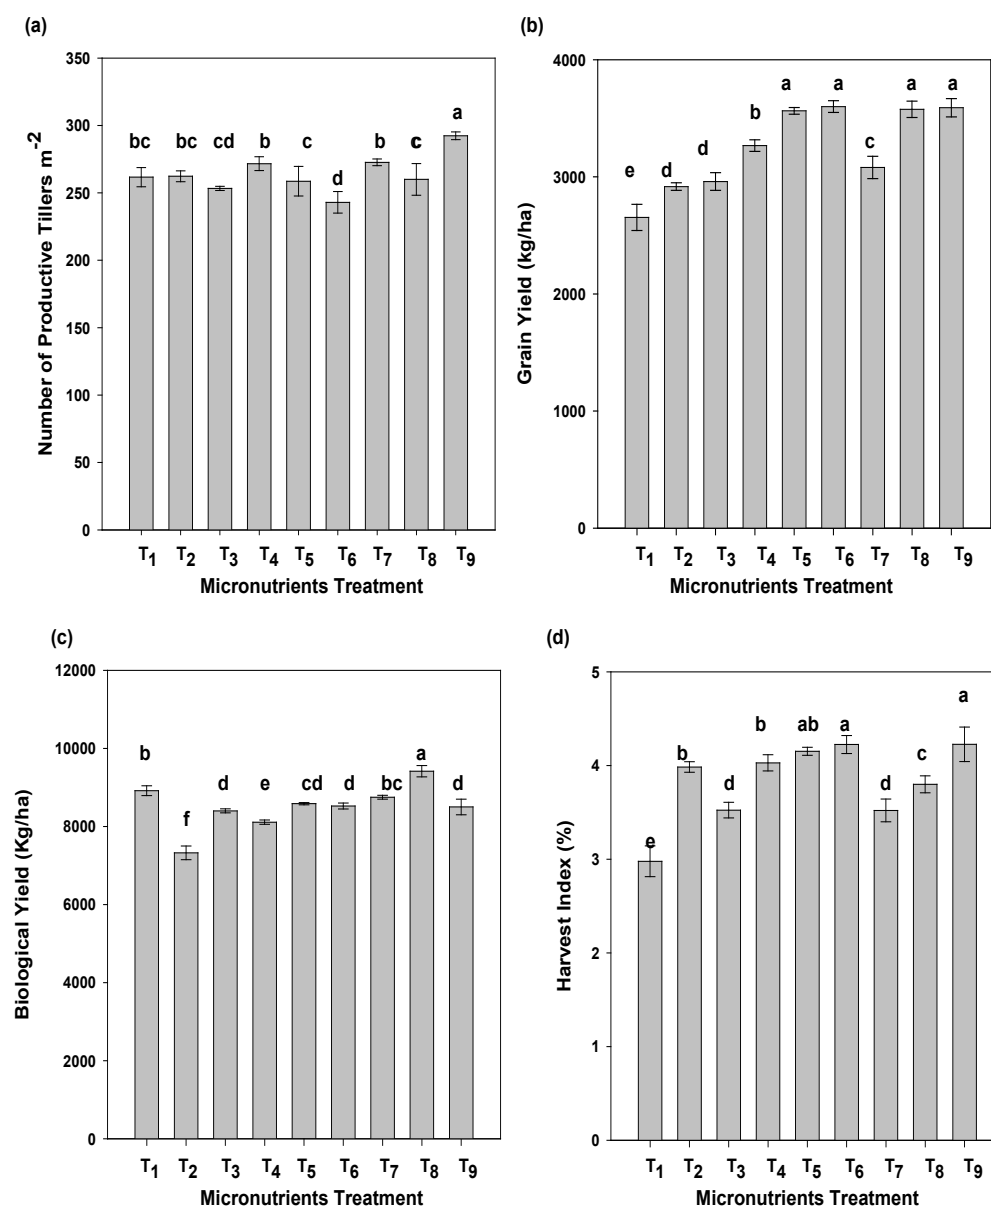 (a)
350
300
250
200
150
100
50
0
Number of Productive Tillers m-2
bc bc cd b c d b c a
T1 T2 T3 T4 T5 T6 T7 T8 T9
Micronutrients Treatment
(b)
4000
3000
2000
1000
0
Grain Yield (kg/ha)
e d d b a a c a a
T1 T2 T3 T4 T5 T6 T7 T8 T9
Micronutrients Treatment
(c)
12000
10000
8000
6000
4000
2000
0
Biological Yield (Kg/ha)
b f d e cd d bc a d
T1 T2 T3 T4 T5 T6 T7 T8 T9
Micronutrients Treatment
(d)
5
4
3
2
1
0
Harvest Index (%)
e b d b ab a d c a
T1 T2 T3 T4 T5 T6 T7 T8 T9
Micronutrients Treatment